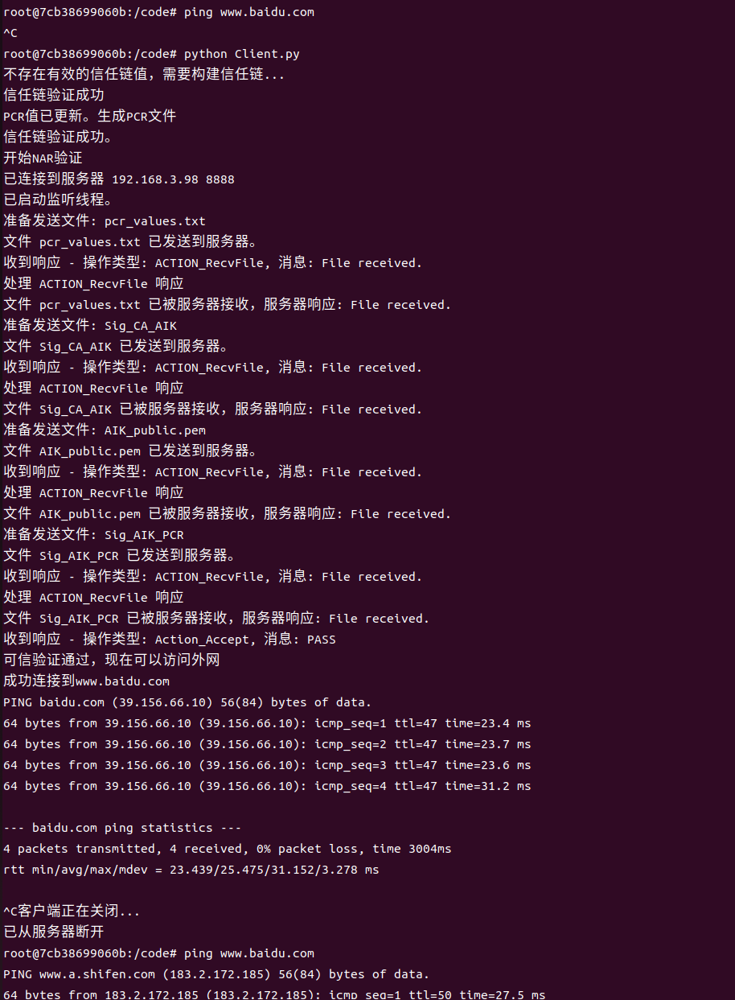 root@7cb38699060b:/code# ping www.baidu.com
^C
root@7cb38699060b:/code# python Client.py
不存在有效的信任链值，需要构建信任链...
信任链验证成功
PCR值已更新。生成PCR文件
信任链验证成功。
开始NAR验证
已连接到服务器 192.168.3.98 8888
已启动监听线程。
准备发送文件: pcr_values.txt
文件 pcr_values.txt 已发送到服务器。
收到响应 - 操作类型: ACTION_RecvFile, 消息: File received.
处理 ACTION_RecvFile 响应
文件 pcr_values.txt 已被服务器接收，服务器响应: File received.
准备发送文件: Sig_CA_AIK
文件 Sig_CA_AIK 已发送到服务器。
收到响应 - 操作类型: ACTION_RecvFile, 消息: File received.
处理 ACTION_RecvFile 响应
文件 Sig_CA_AIK 已被服务器接收，服务器响应: File received.
准备发送文件: AIK_public.pem
文件 AIK_public.pem 已发送到服务器。
收到响应 - 操作类型: ACTION_RecvFile, 消息: File received.
处理 ACTION_RecvFile 响应
文件 AIK_public.pem 已被服务器接收，服务器响应: File received.
准备发送文件: Sig_AIK_PCR
文件 Sig_AIK_PCR 已发送到服务器。
收到响应 - 操作类型: ACTION_RecvFile, 消息: File received.
处理 ACTION_RecvFile 响应
文件 Sig_AIK_PCR 已被服务器接收，服务器响应: File received.
收到响应 - 操作类型: Action_Accept, 消息: PASS
可信验证通过，现在可以访问外网
成功连接到www.baidu.com
PING baidu.com (39.156.66.10) 56(84) bytes of data.
64 bytes from 39.156.66.10 (39.156.66.10): icmp_seq=1 ttl=47 time=23.4 ms
64 bytes from 39.156.66.10 (39.156.66.10): icmp_seq=2 ttl=47 time=23.7 ms
64 bytes from 39.156.66.10 (39.156.66.10): icmp_seq=3 ttl=47 time=23.6 ms
64 bytes from 39.156.66.10 (39.156.66.10): icmp_seq=4 ttl=47 time=31.2 ms
--- baidu.com ping statistics ---
4 packets transmitted, 4 received, 0% packet loss, time 3004ms
rtt min/avg/max/mdev = 23.439/25.475/31.152/3.278 ms
^C客户端正在关闭...
已从服务器断开
root@7cb38699060b:/code# ping www.baidu.com
PING www.a.shifen.com (183.2.172.185) 56(84) bytes of data.
64 bytes from 183.2.172.185 (183.2.172.185): icmp_seq=1 ttl=50 time=27.5 ms